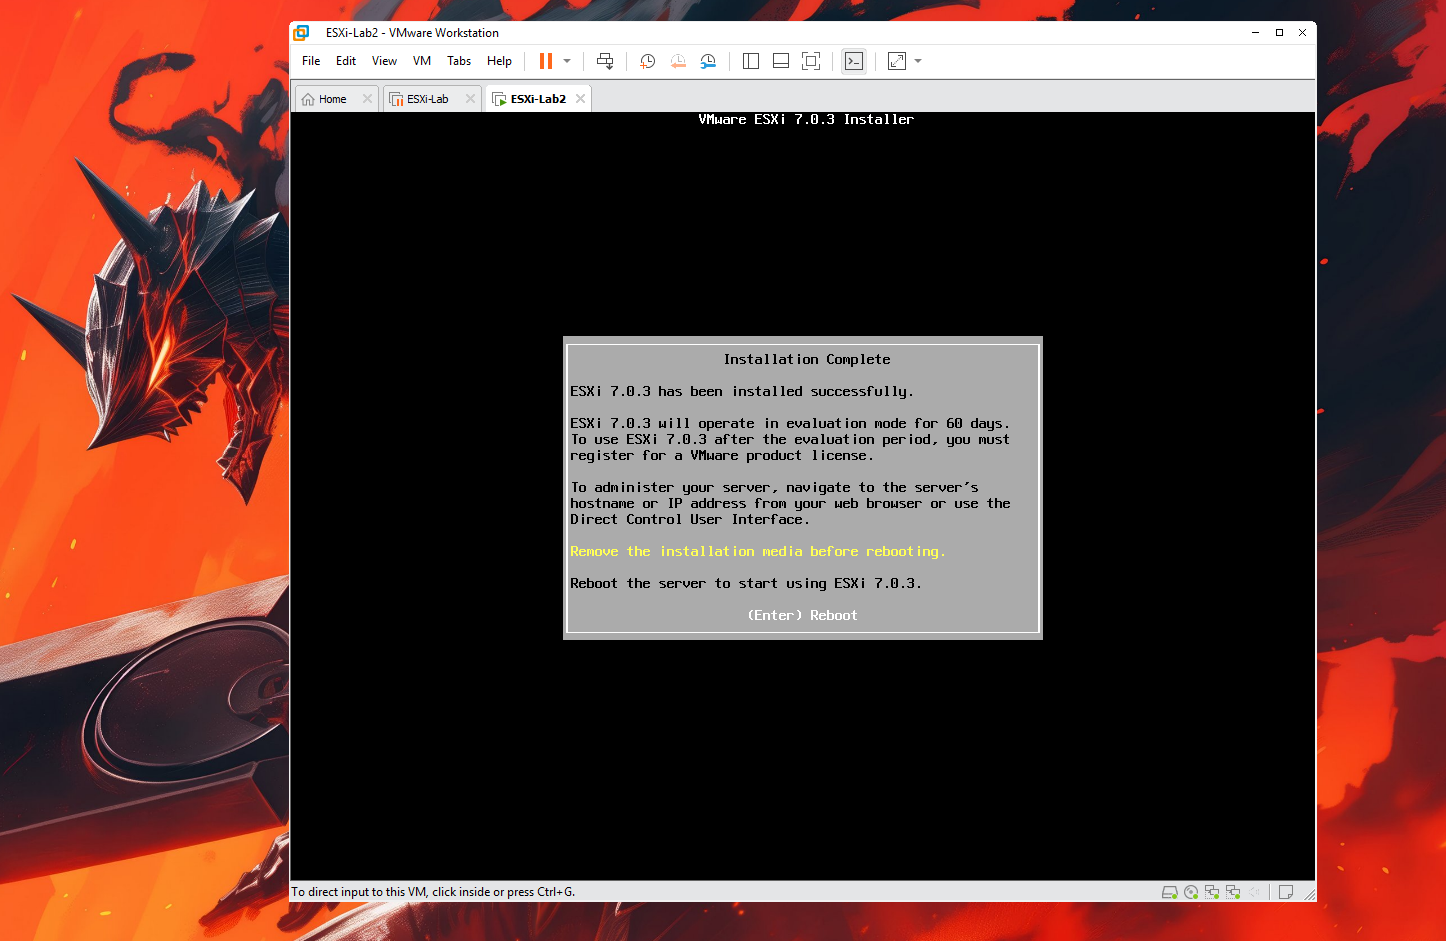 ESXi-Lab2 - VMware Workstation
File Edit View VM Tabs Help
Home ESXi-Lab ESXi-Lab2
VMware ESXi 7.0.3 Installer
Installation Complete
ESXi 7.0.3 has been installed successfully.
ESXi 7.0.3 will operate in evaluation mode for 60 days.
To use ESXi 7.0.3 after the evaluation period, you must
register for a VMware product license.
To administer your server, navigate to the server's
hostname or IP address from your web browser or use the
Direct Control User Interface.
Remove the installation media before rebooting.
Reboot the server to start using ESXi 7.0.3.
(Enter) Reboot
To direct input to this VM, click inside or press Ctrl+G.